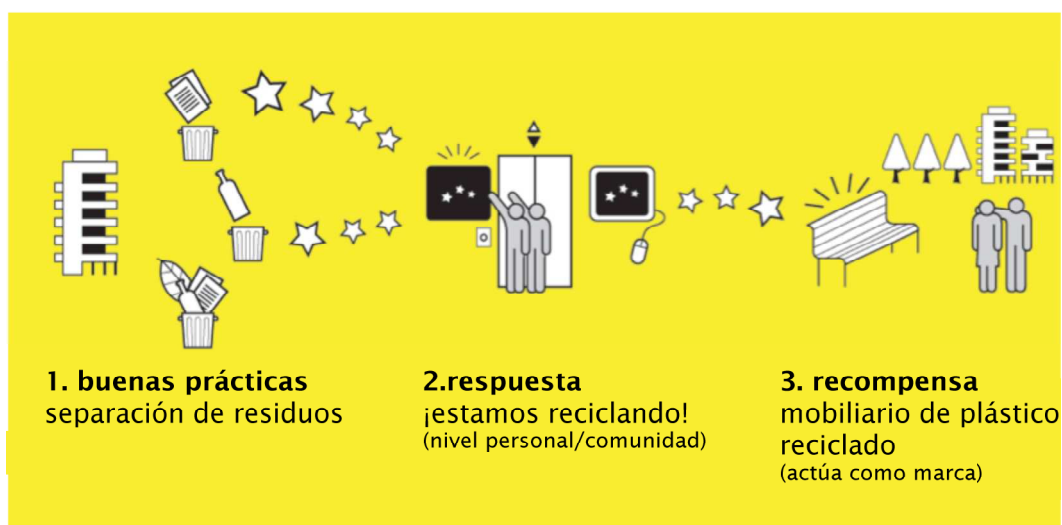 1. buenas prácticas
separación de residuos
2.respuesta
¡estamos reciclando!
(nivel personal/comunidad)
3. recompensa
mobiliario de plástico
reciclado
(actúa como marca)